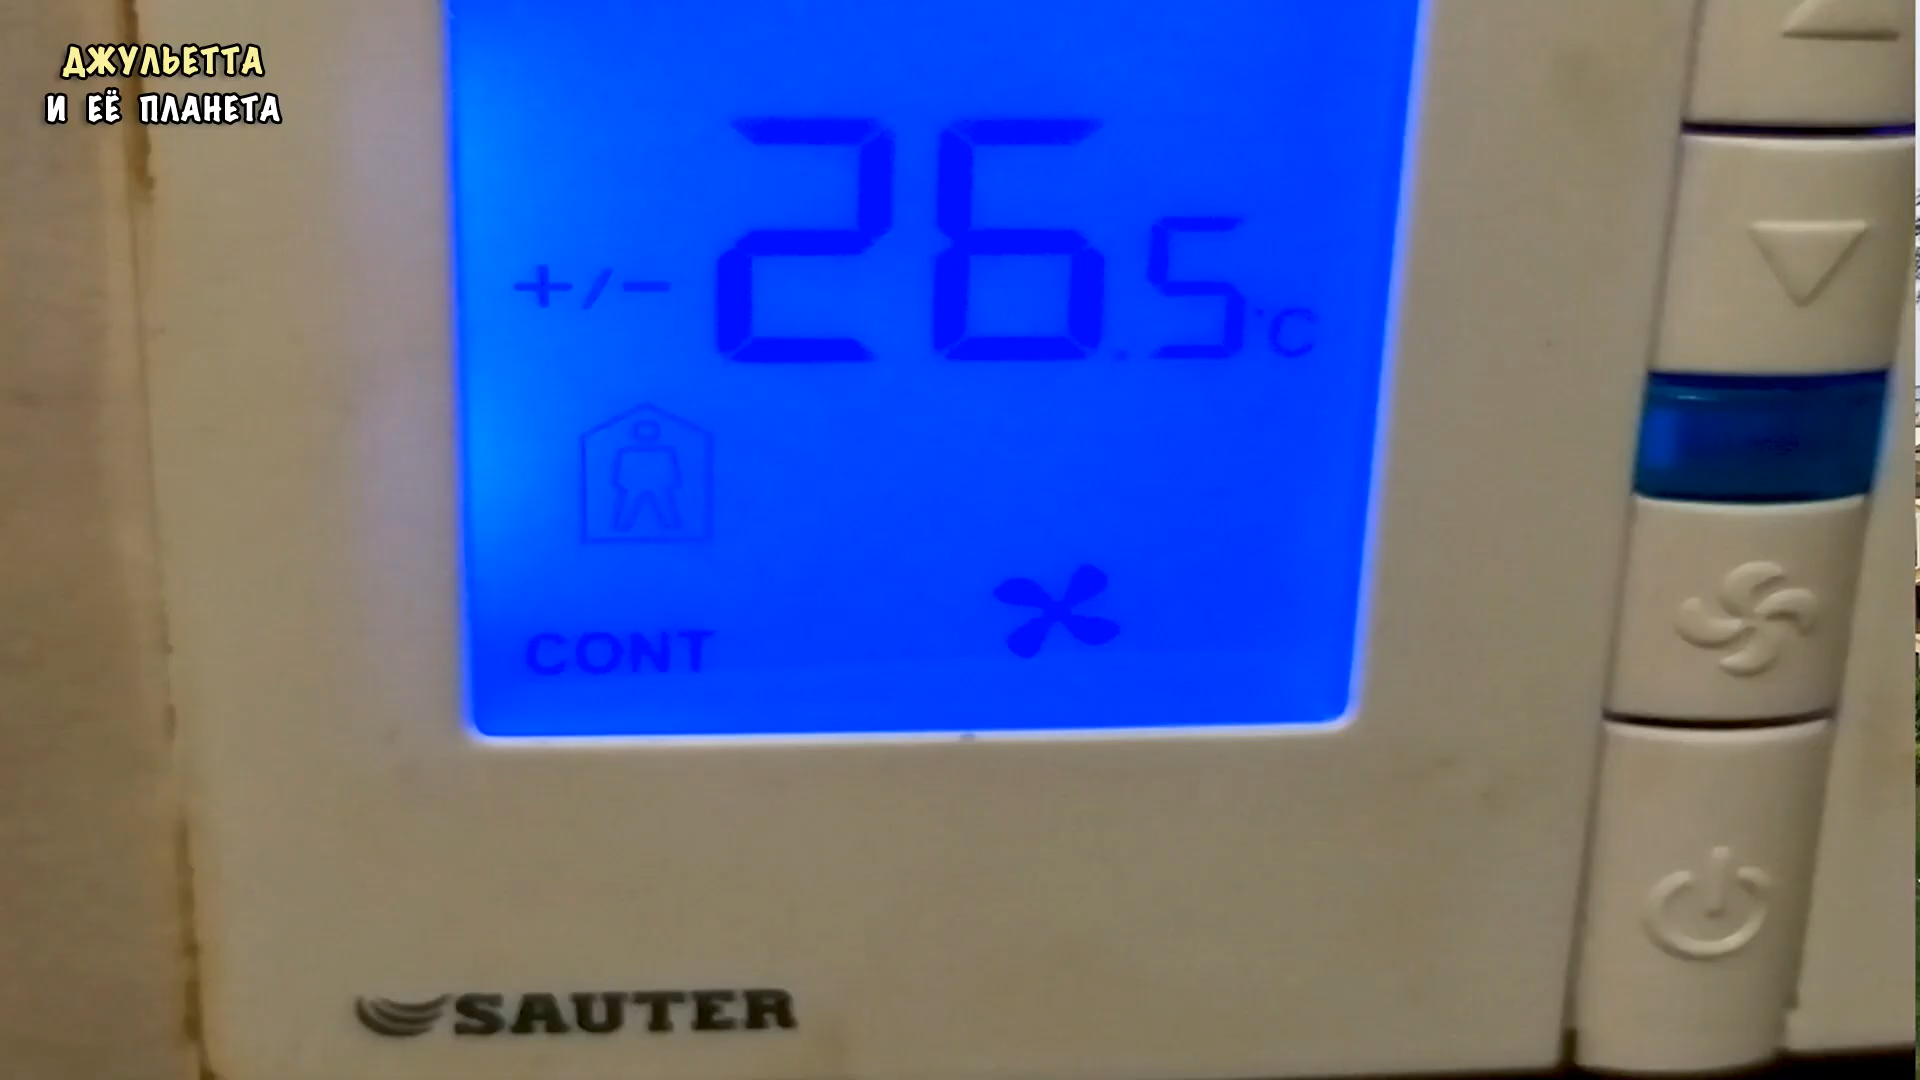 ДЖУЛЬЕТТА
И ЕЁ ПЛАНЕТА
+/- 26.5°C
CONT
SAUTER